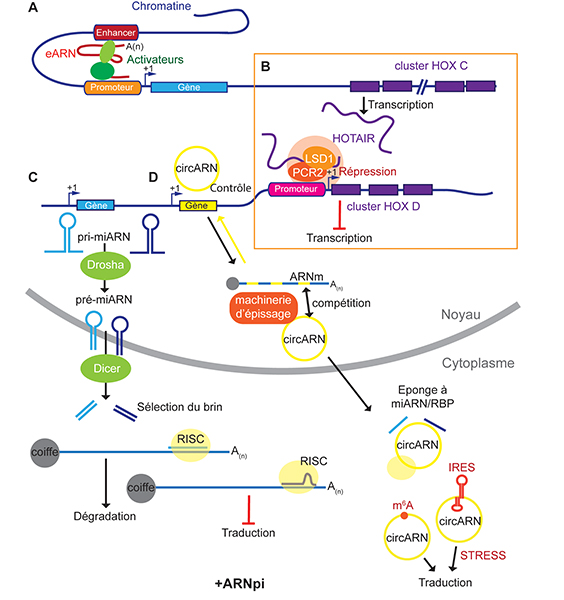 A
Chromatine
Enhancer
eARN
A(n)
Activateurs
+1
Promoteur
Gène
B
cluster HOX C
Transcription
HOTAIR
LSD1
PCR2
+1
Répression
Promoteur
cluster HOX D
Transcription
C
+1
Gène
pri-miARN
Drosha
pré-miARN
Dicer
Sélection du brin
D
circARN
+1
Contrôle
Gène
ARNm
A(n)
machinerie
d'épissage
compétition
circARN
Noyau
Cytoplasme
RISC
coiffe
A(n)
RISC
coiffe
A(n)
Dégradation
Traduction
Eponge à
miARN/RBP
circARN
IRES
m6A
circARN
circARN
STRESS
Traduction
+ARNpi